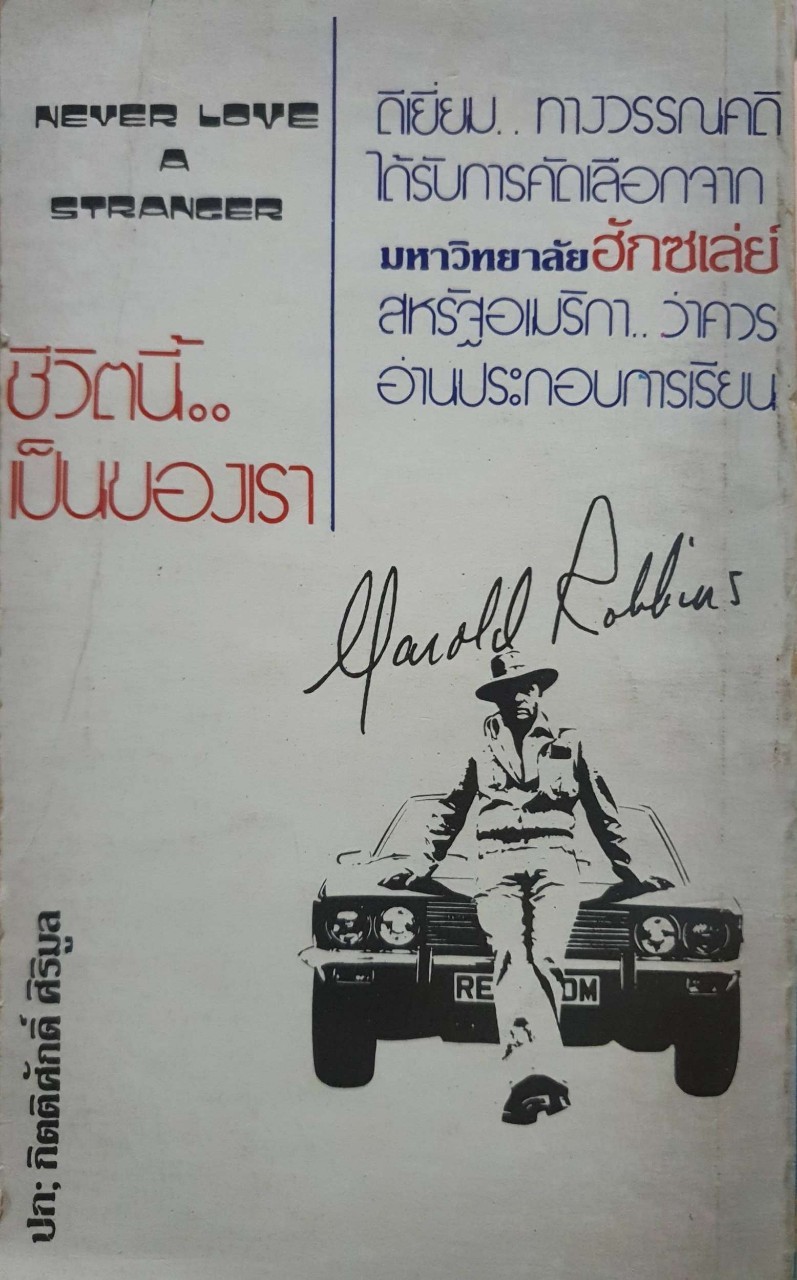 NEVER LOVE
A
STRANGER
ชีวิตนี้..
เป็นของเรา
ดีเยี่ยม.. ทางวรรณคดี
ได้รับการคัดเลือกจาก
มหาวิทยาลัยฮักซเล่ย์
สหรัฐอเมริกา.. ว่าควร
อ่านประกอบการเรียน
Harold Robbins
RE OM
ปก; กิตติศักดิ์ ศิริมูล